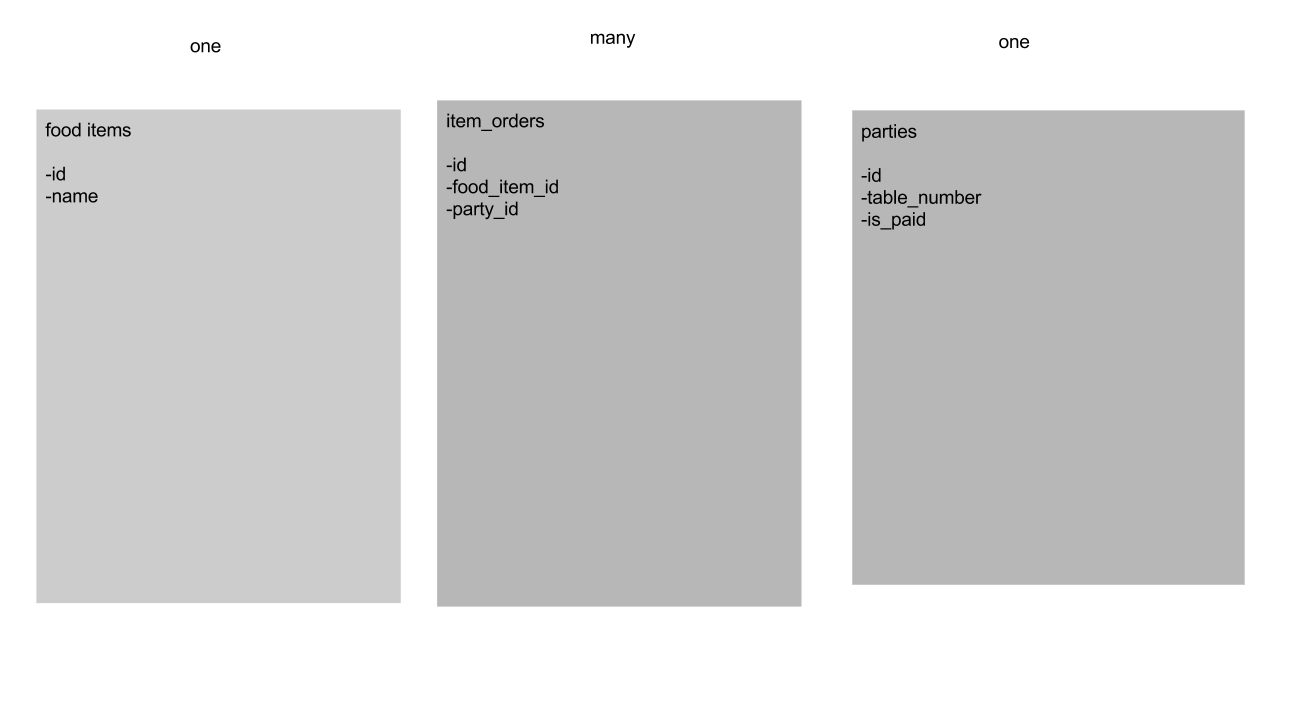 one
many
one
food items
-id
-name
item_orders
-id
-food_item_id
-party_id
parties
-id
-table_number
-is_paid